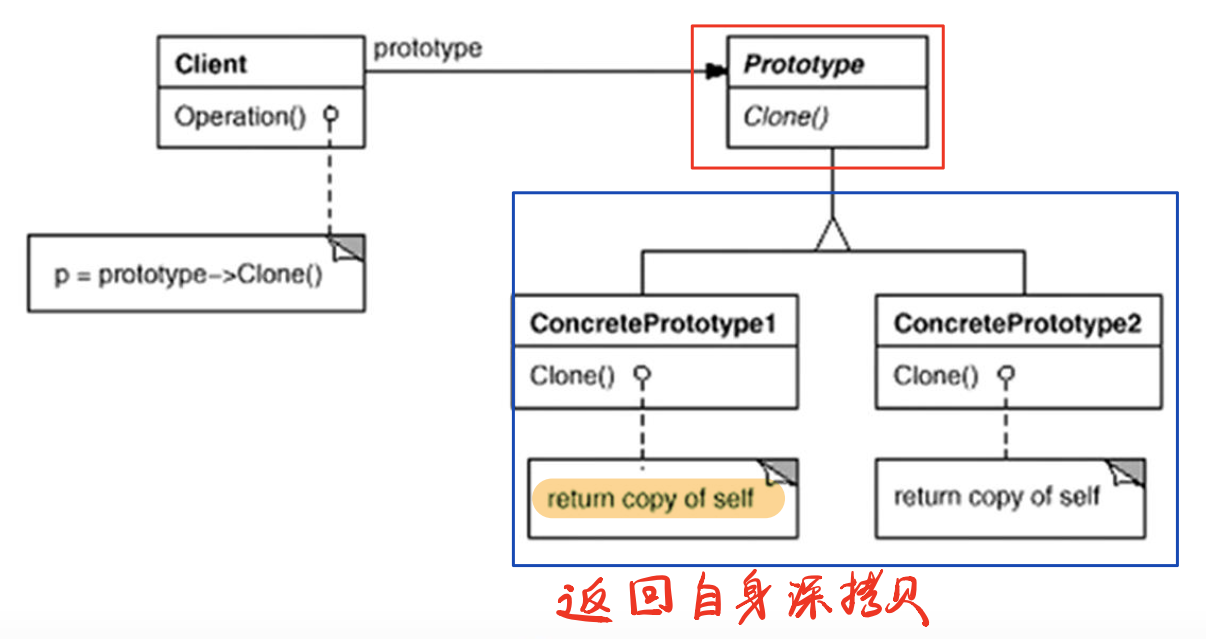 Client
prototype
Prototype
Operation()
Clone()
p = prototype->Clone()
ConcretePrototype1
ConcretePrototype2
Clone()
Clone()
return copy of self
return copy of self
返回自身深拷贝